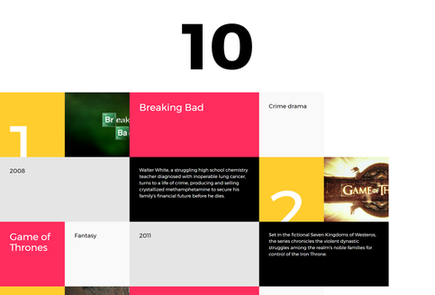 10
1
Breaking
Ba
Breaking Bad
Crime drama
2008
Walter White, a struggling high school chemistry
teacher diagnosed with inoperable lung cancer,
turns to a life of crime, producing and selling
crystallized methamphetamine to secure his
family's financial future before he dies.
2
GAME OF TH
Game of
Thrones
Fantasy
2011
Set in the fictional Seven Kingdoms of Westeros,
the series chronicles the violent dynastic
struggles among the realm's noble families for
control of the Iron Throne.